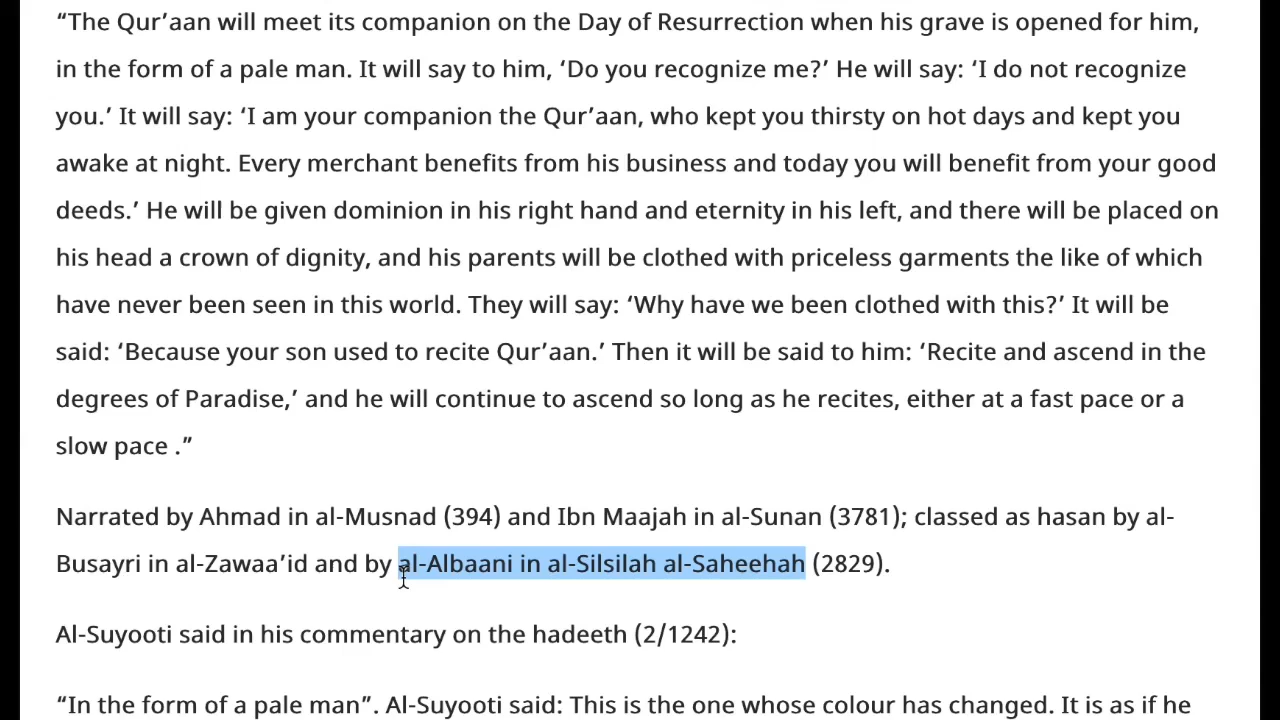 “The Qur’aan will meet its companion on the Day of Resurrection when his grave is opened for him,
in the form of a pale man. It will say to him, ‘Do you recognize me?’ He will say: ‘I do not recognize
you.’ It will say: ‘I am your companion the Qur’aan, who kept you thirsty on hot days and kept you
awake at night. Every merchant benefits from his business and today you will benefit from your good
deeds.’ He will be given dominion in his right hand and eternity in his left, and there will be placed on
his head a crown of dignity, and his parents will be clothed with priceless garments the like of which
have never been seen in this world. They will say: ‘Why have we been clothed with this?’ It will be
said: ‘Because your son used to recite Qur’aan.’ Then it will be said to him: ‘Recite and ascend in the
degrees of Paradise,’ and he will continue to ascend so long as he recites, either at a fast pace or a
slow pace .”
Narrated by Ahmad in al-Musnad (394) and Ibn Maajah in al-Sunan (3781); classed as hasan by al-
Busayri in al-Zawaa’id and by al-Albaani in al-Silsilah al-Saheehah (2829).
Al-Suyooti said in his commentary on the hadeeth (2/1242):
“In the form of a pale man”. Al-Suyooti said: This is the one whose colour has changed. It is as if he